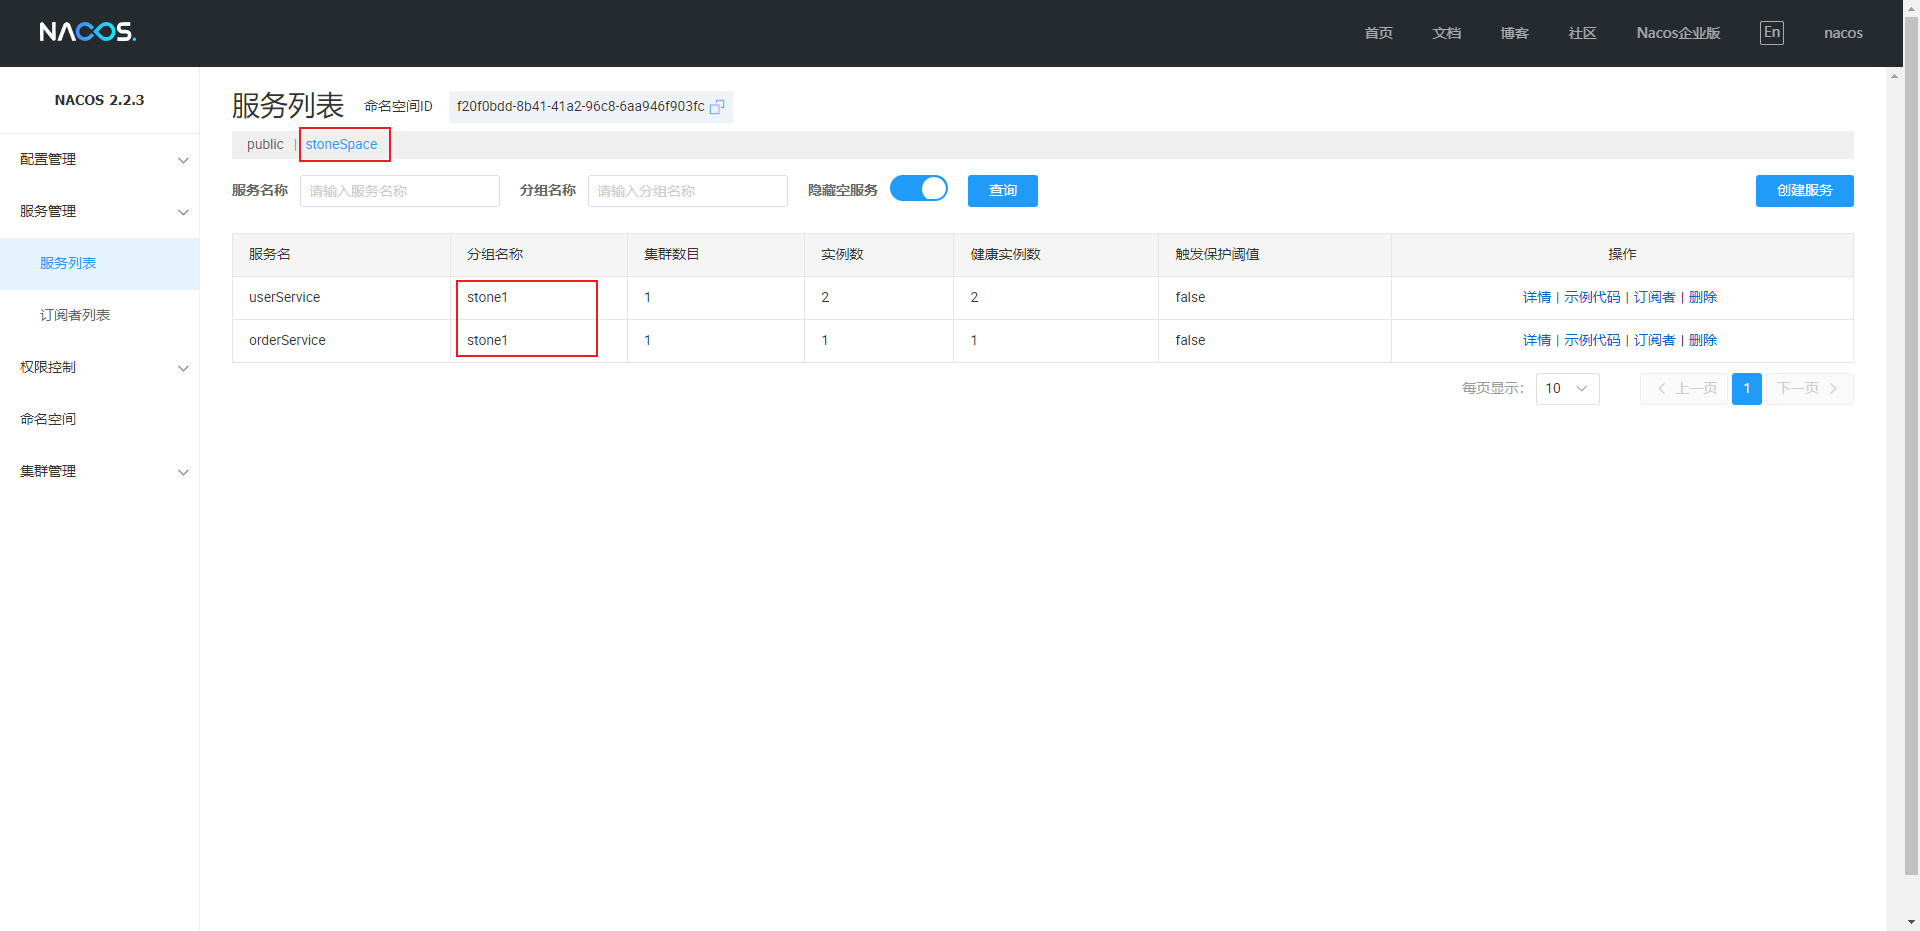 NACOS.
首页 文档 博客 社区 Nacos企业版 En nacos
NACOS 2.2.3
配置管理
服务管理
服务列表
订阅者列表
权限控制
命名空间
集群管理
服务列表 命名空间ID f20f0bdd-8b41-41a2-96c8-6aa946f903fc
public | stoneSpace
服务名称 请输入服务名称 分组名称 请输入分组名称 隐藏空服务 查询 创建服务
服务名 分组名称 集群数目 实例数 健康实例数 触发保护阈值 操作
userService stone1 1 2 2 false 详情 | 示例代码 | 订阅者 | 删除
orderService stone1 1 1 1 false 详情 | 示例代码 | 订阅者 | 删除
每页显示: 10 上一页 1 下一页